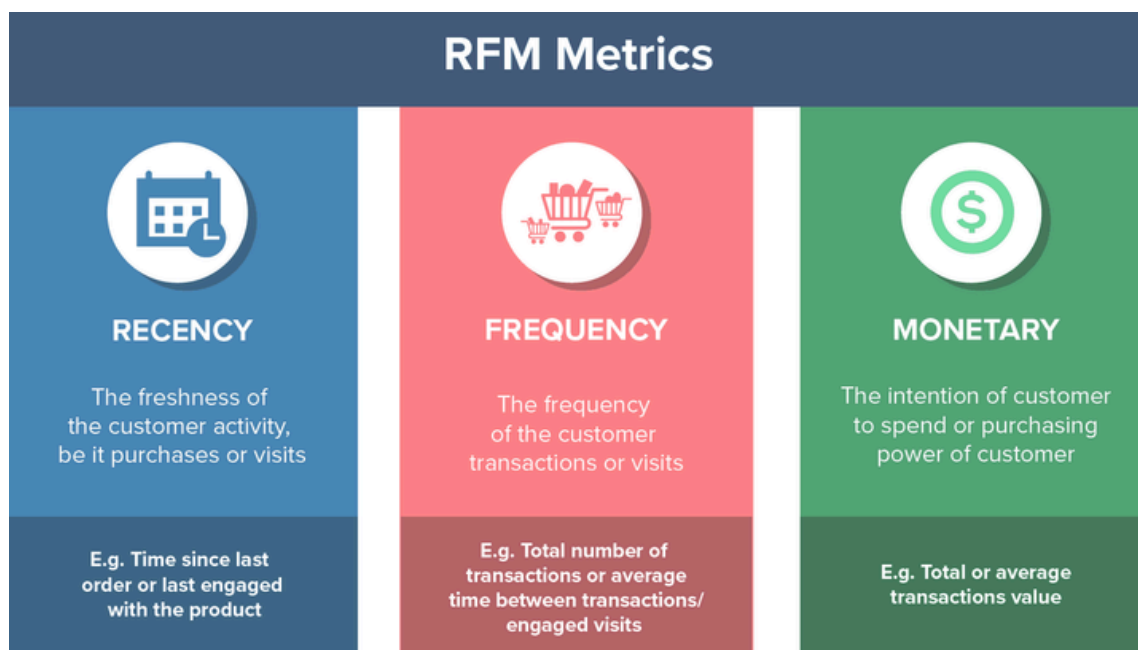 RFM Metrics
RECENCY
The freshness of
the customer activity,
be it purchases or visits
E.g. Time since last
order or last engaged
with the product
FREQUENCY
The frequency
of the customer
transactions or visits
E.g. Total number of
transactions or average
time between transactions/
engaged visits
MONETARY
The intention of customer
to spend or purchasing
power of customer
E.g. Total or average
transactions value